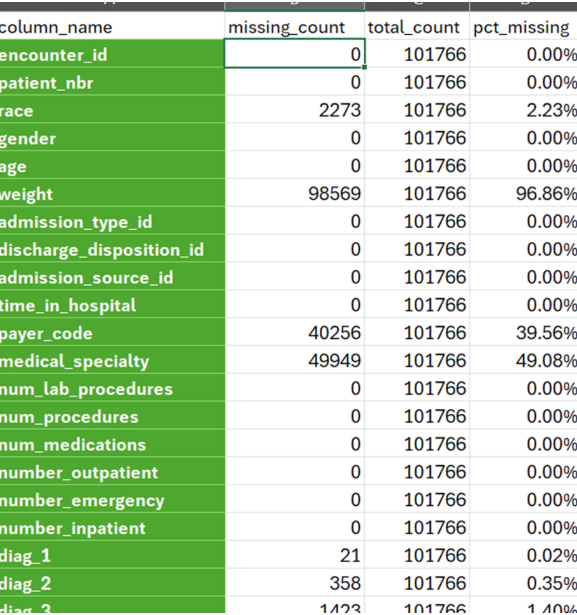 column_name missing_count total_count pct_missing
encounter_id 0 101766 0.00%
patient_nbr 0 101766 0.00%
race 2273 101766 2.23%
gender 0 101766 0.00%
age 0 101766 0.00%
weight 98569 101766 96.86%
admission_type_id 0 101766 0.00%
discharge_disposition_id 0 101766 0.00%
admission_source_id 0 101766 0.00%
time_in_hospital 0 101766 0.00%
payer_code 40256 101766 39.56%
medical_specialty 49949 101766 49.08%
num_lab_procedures 0 101766 0.00%
num_procedures 0 101766 0.00%
num_medications 0 101766 0.00%
number_outpatient 0 101766 0.00%
number_emergency 0 101766 0.00%
number_inpatient 0 101766 0.00%
diag_1 21 101766 0.02%
diag_2 358 101766 0.35%
diag_3 1423 101766 1.40%